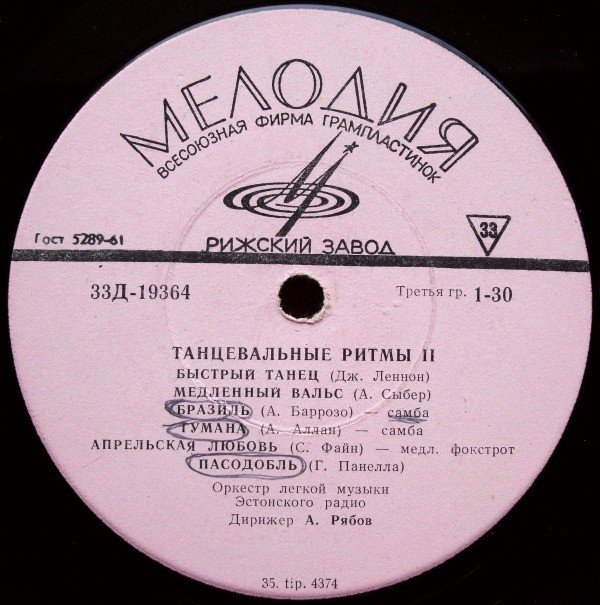 МЕЛОДИЯ
ВСЕСОЮЗНАЯ ФИРМА ГРАМПЛАСТИНОК
Гост 5289-61
РИЖСКИЙ ЗАВОД
33
33Д-19364
Третья гр. 1-30
ТАНЦЕВАЛЬНЫЕ РИТМЫ II
БЫСТРЫЙ ТАНЕЦ (Дж. Леннон)
МЕДЛЕННЫЙ ВАЛЬС (А. Сыбер)
БРАЗИЛЬ (А. Баррозо) — самба
ТУМАНА (А. Аллан) — самба
АПРЕЛЬСКАЯ ЛЮБОВЬ (С. Файн) — медл. фокстрот
ПАСОДОБЛЬ (Г. Панелла)
Оркестр легкой музыки
Эстонского радио
Дирижер А. Рябов
35. tip. 4374